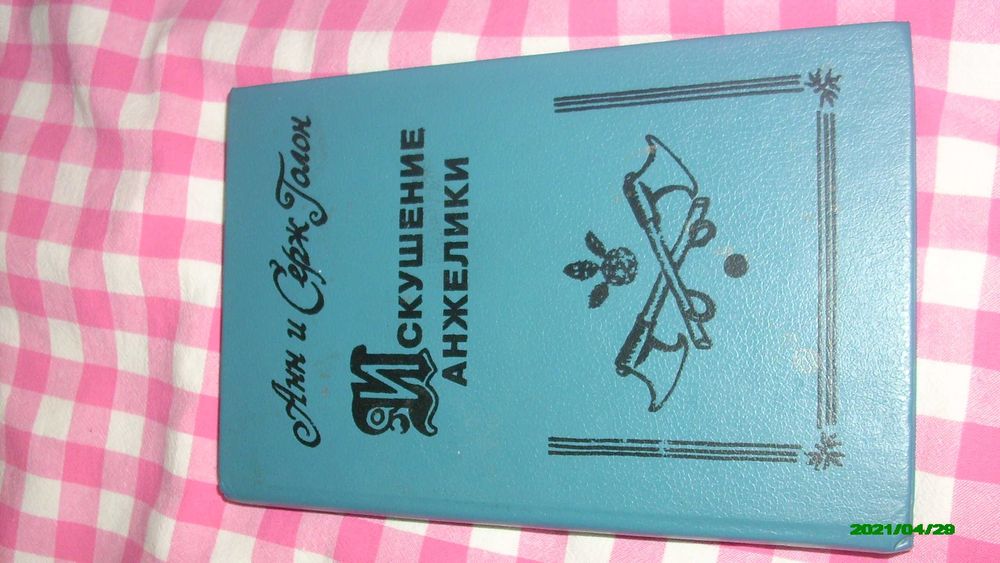 Анн и Серж Голон
ИСКУШЕНИЕ
АНЖЕЛИКИ
2021/04/29